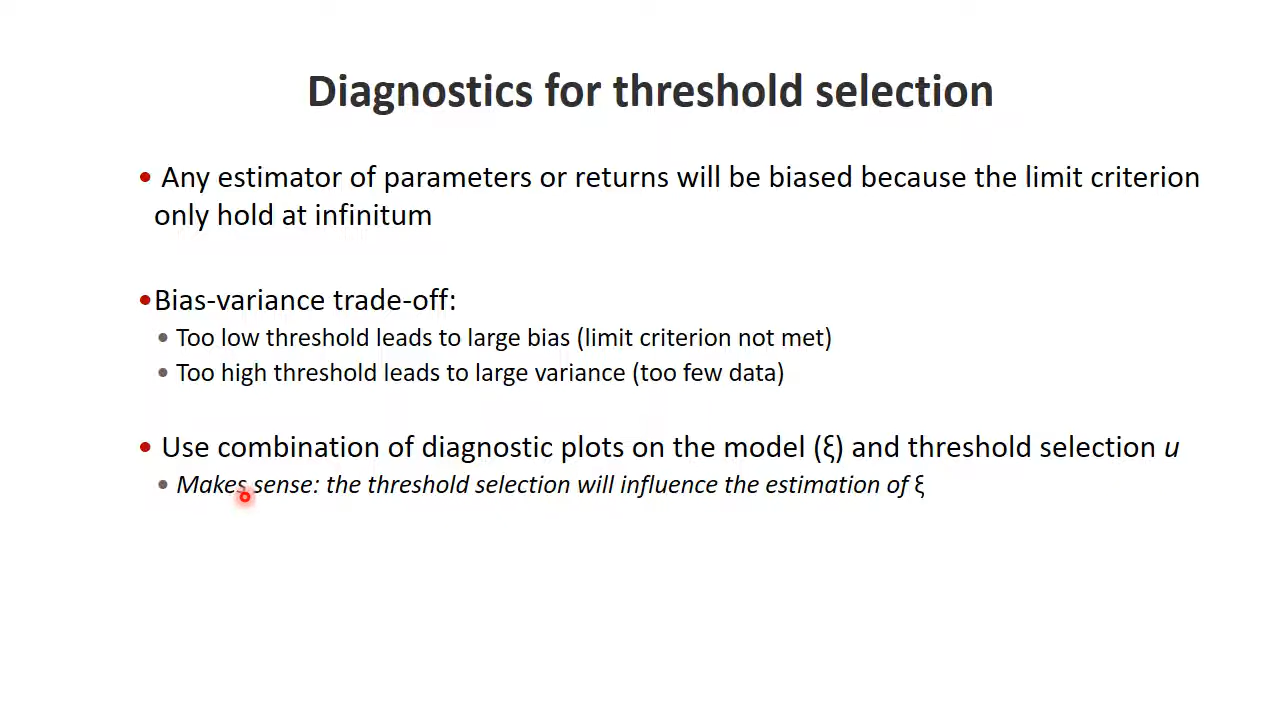 Diagnostics for threshold selection
• Any estimator of parameters or returns will be biased because the limit criterion
only hold at infinitum
•Bias-variance trade-off:
• Too low threshold leads to large bias (limit criterion not met)
• Too high threshold leads to large variance (too few data)
• Use combination of diagnostic plots on the model (ξ) and threshold selection u
• Makes sense: the threshold selection will influence the estimation of ξ